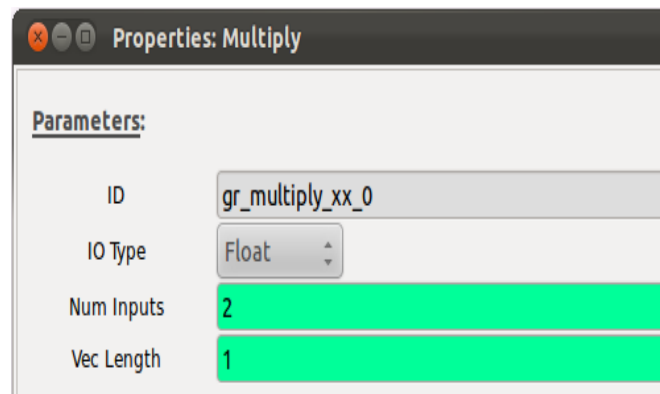 Properties: Multiply
Parameters:
ID gr_multiply_xx_0
IO Type Float
Num Inputs 2
Vec Length 1